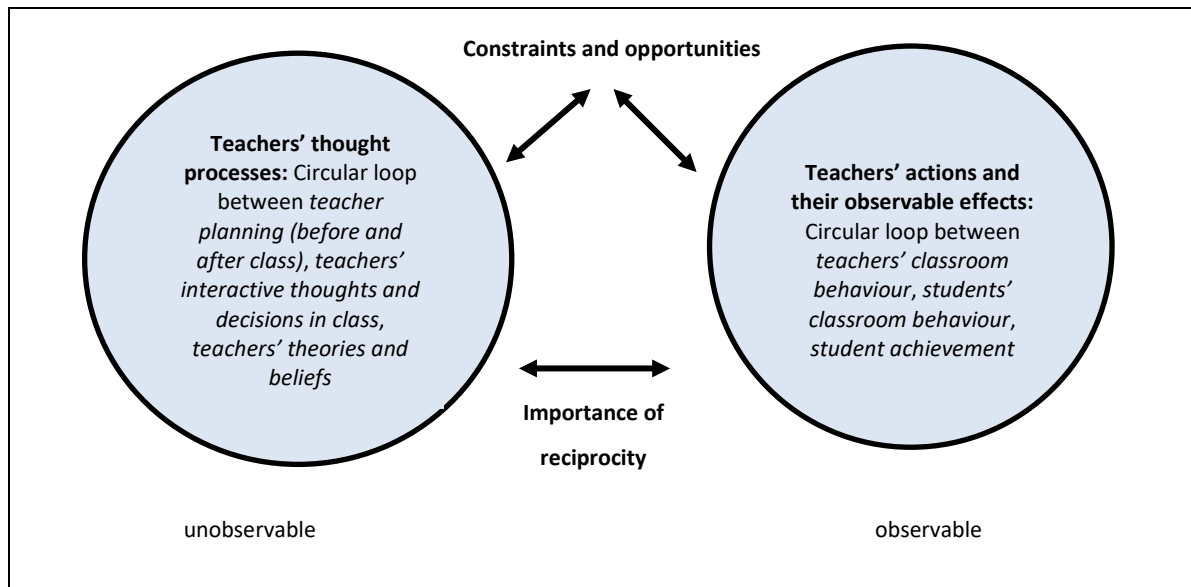 Constraints and opportunities
Teachers’ thought
processes: Circular loop
between teacher
planning (before and
after class), teachers’
interactive thoughts and
decisions in class,
teachers’ theories and
beliefs
Teachers’ actions and
their observable effects:
Circular loop between
teachers’ classroom
behaviour, students’
classroom behaviour,
student achievement
Importance of
reciprocity
unobservable
observable